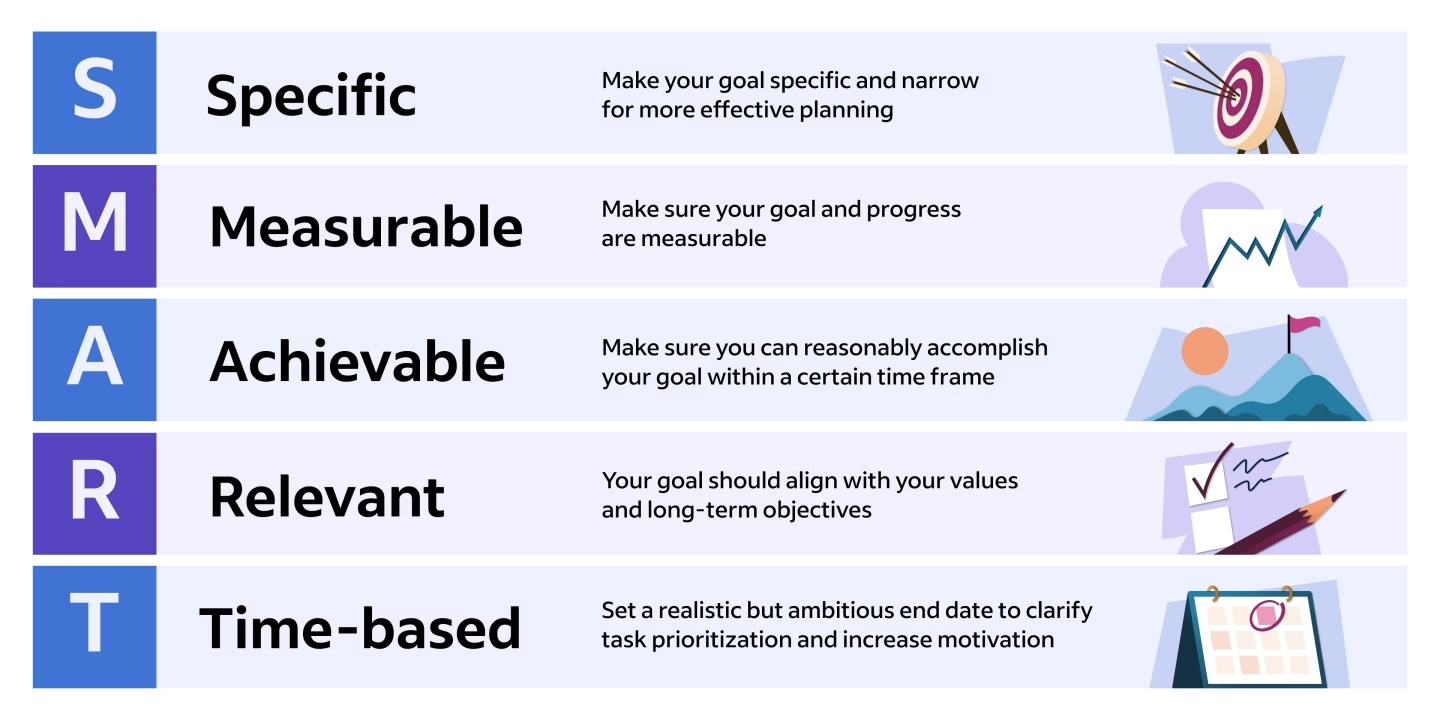 S
Specific
Make your goal specific and narrow
for more effective planning
M
Measurable
Make sure your goal and progress
are measurable
A
Achievable
Make sure you can reasonably accomplish
your goal within a certain time frame
R
Relevant
Your goal should align with your values
and long-term objectives
T
Time-based
Set a realistic but ambitious end date to clarify
task prioritization and increase motivation